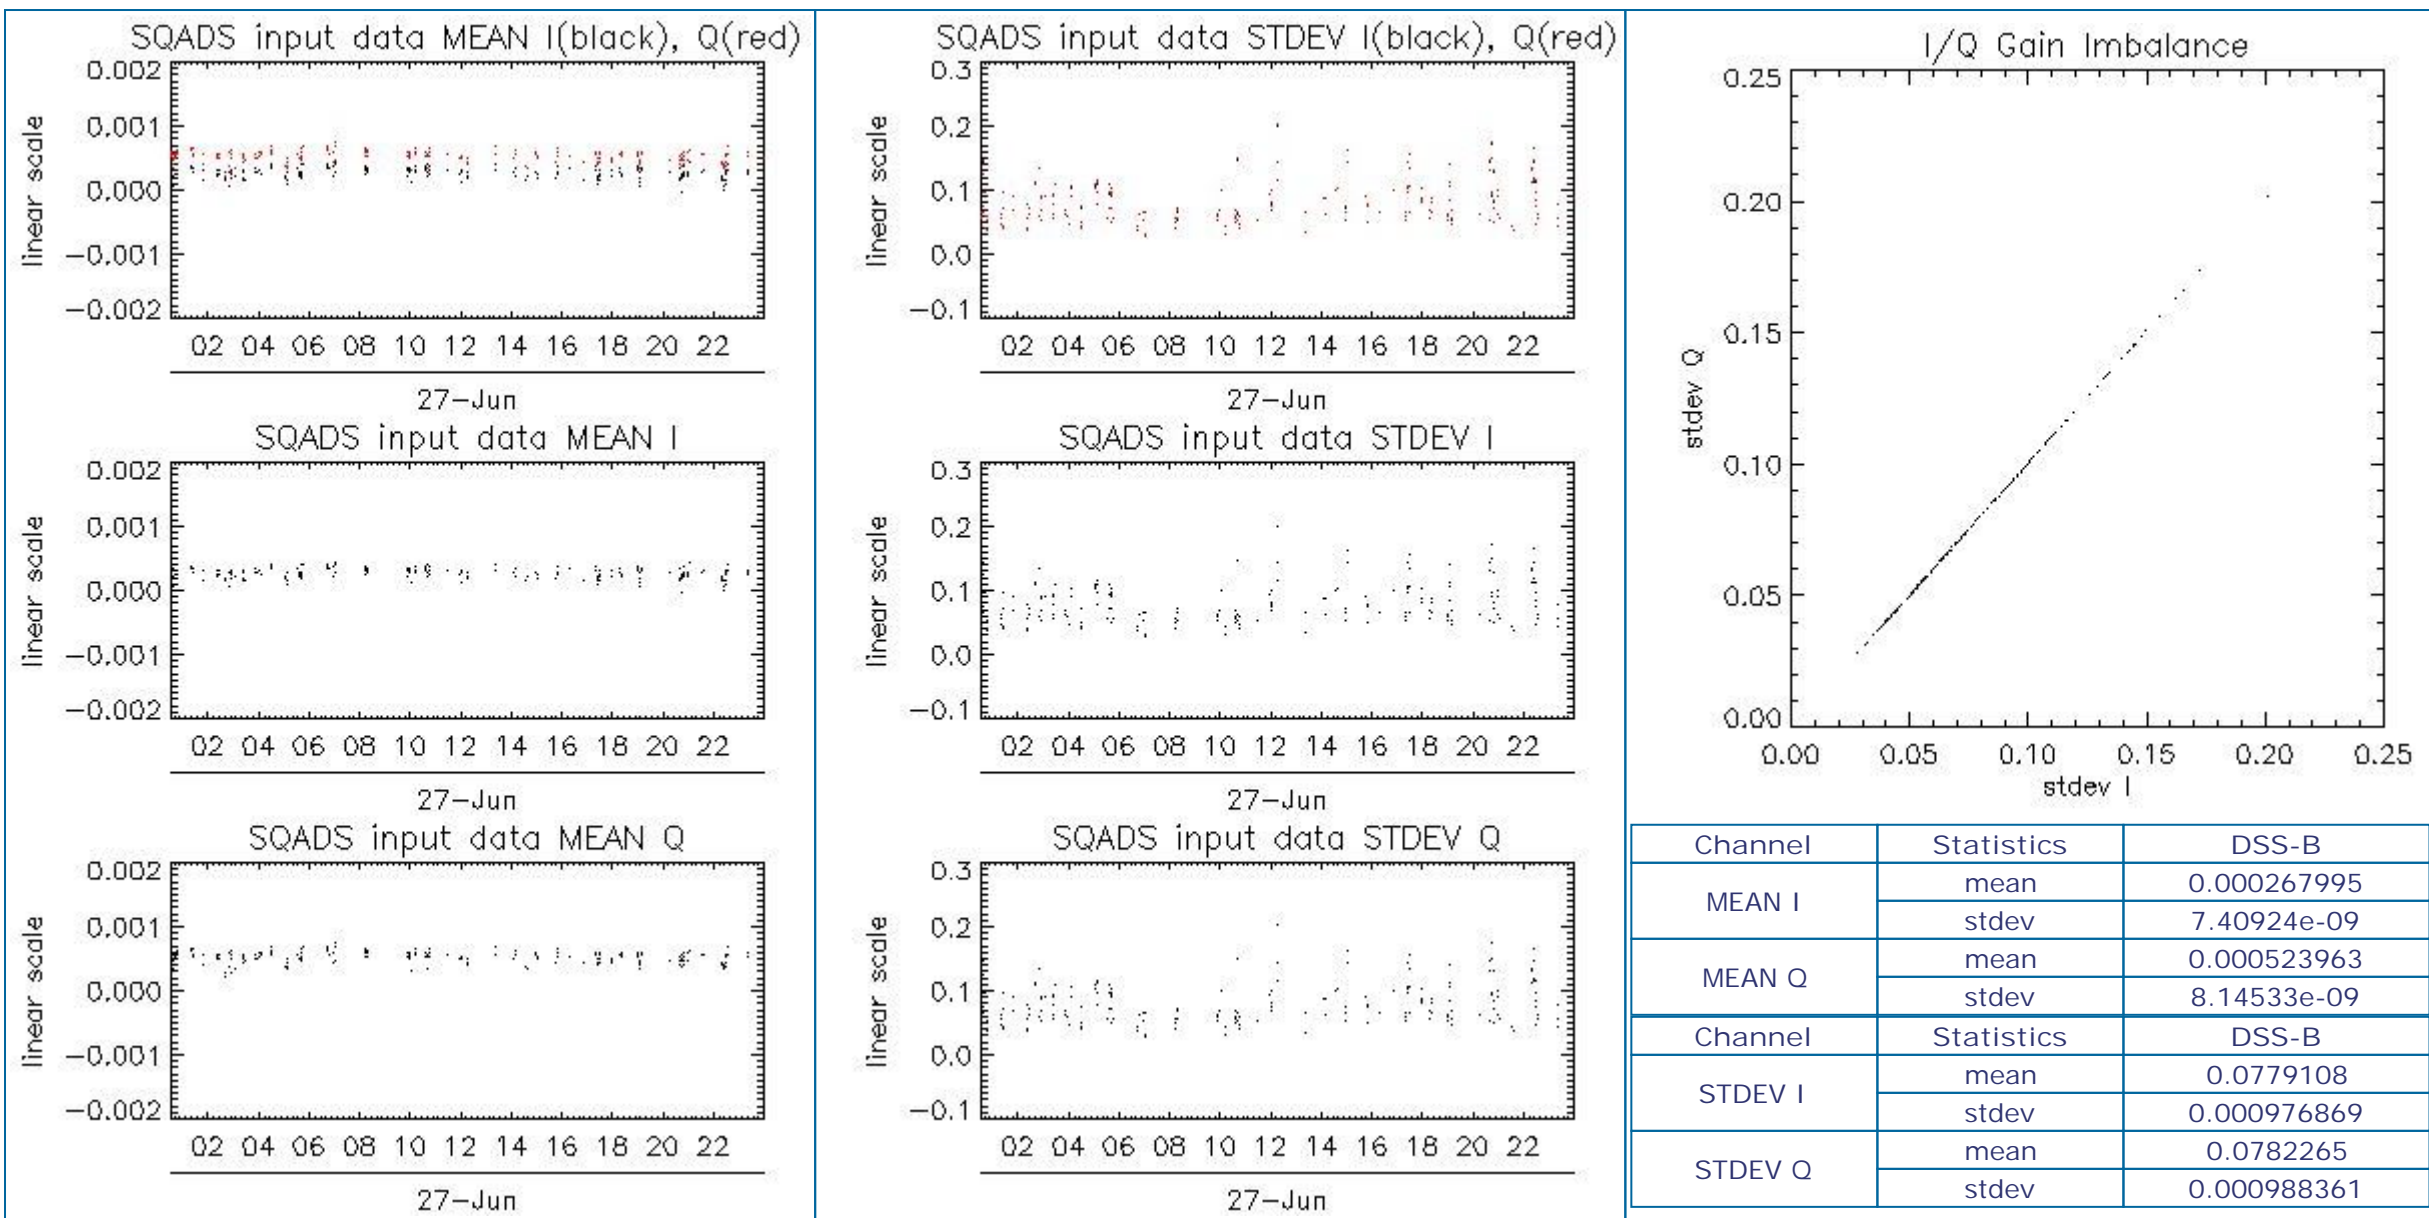 SQADS input data MEAN I(black), Q(red)
0.002
0.001
0.000
−0.001
−0.002
linear scale
02 04 06 08 10 12 14 16 18 20 22
27−Jun
SQADS input data MEAN I
0.002
0.001
0.000
−0.001
−0.002
linear scale
02 04 06 08 10 12 14 16 18 20 22
27−Jun
SQADS input data MEAN Q
0.002
0.001
0.000
−0.001
−0.002
linear scale
02 04 06 08 10 12 14 16 18 20 22
27−Jun
SQADS input data STDEV I(black), Q(red)
0.3
0.2
0.1
0.0
−0.1
linear scale
02 04 06 08 10 12 14 16 18 20 22
27−Jun
SQADS input data STDEV I
0.3
0.2
0.1
0.0
−0.1
linear scale
02 04 06 08 10 12 14 16 18 20 22
27−Jun
SQADS input data STDEV Q
0.3
0.2
0.1
0.0
−0.1
linear scale
02 04 06 08 10 12 14 16 18 20 22
27−Jun
I/Q Gain Imbalance
0.25
0.20
0.15
0.10
0.05
0.00
stdev Q
0.00 0.05 0.10 0.15 0.20 0.25
stdev I
Channel Statistics DSS-B
MEAN I mean 0.000267995
stdev 7.40924e-09
MEAN Q mean 0.000523963
stdev 8.14533e-09
Channel Statistics DSS-B
STDEV I mean 0.0779108
stdev 0.000976869
STDEV Q mean 0.0782265
stdev 0.000988361